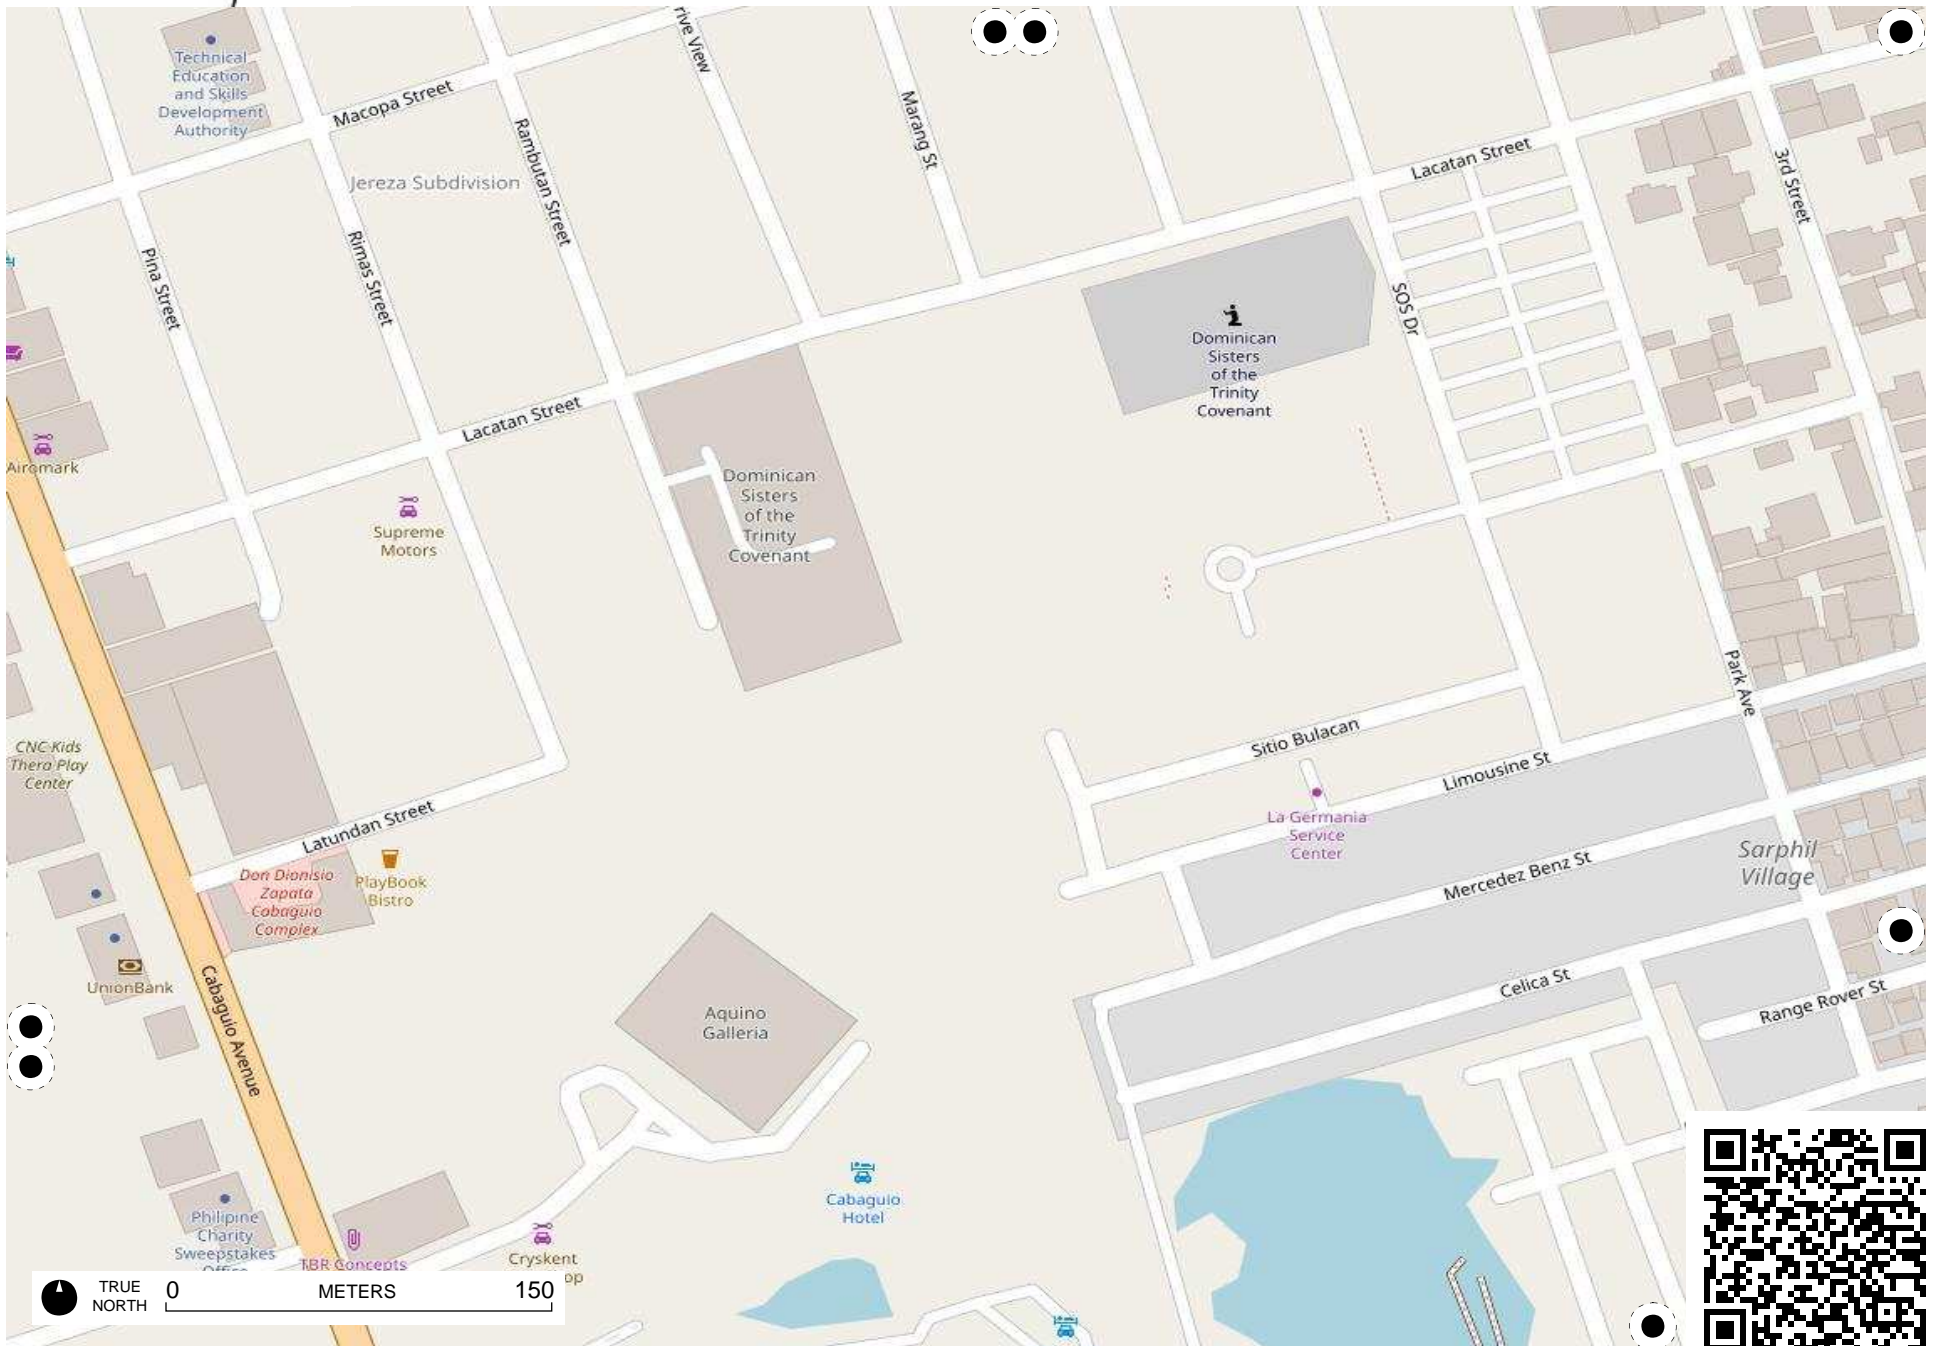 Technical
Education
and Skills
Development
Authority
Macopa Street
rive View
Marang St
Lacatan Street
3rd Street
Jereza Subdivision
Rambutan Street
Pina Street
Rimas Street
SOS Dr
Dominican
Sisters
of the
Trinity
Covenant
Lacatan Street
Airomark
Supreme
Motors
Dominican
Sisters
of the
Trinity
Covenant
Park Ave
CNC Kids
Thera Play
Center
Sitio Bulacan
Limousine St
La Germania
Service
Center
Latundan Street
Don Dionisio
Zapata
Cabaguio
Complex
PlayBook
Bistro
Mercedez Benz St
Sarphil
Village
UnionBank
Cabaguio Avenue
Aquino
Galleria
Celica St
Range Rover St
Cabaguio
Hotel
Philipine
Charity
Sweepstakes
Office
TBR Concepts
Cryskent
op
TRUE
NORTH
0 METERS 150